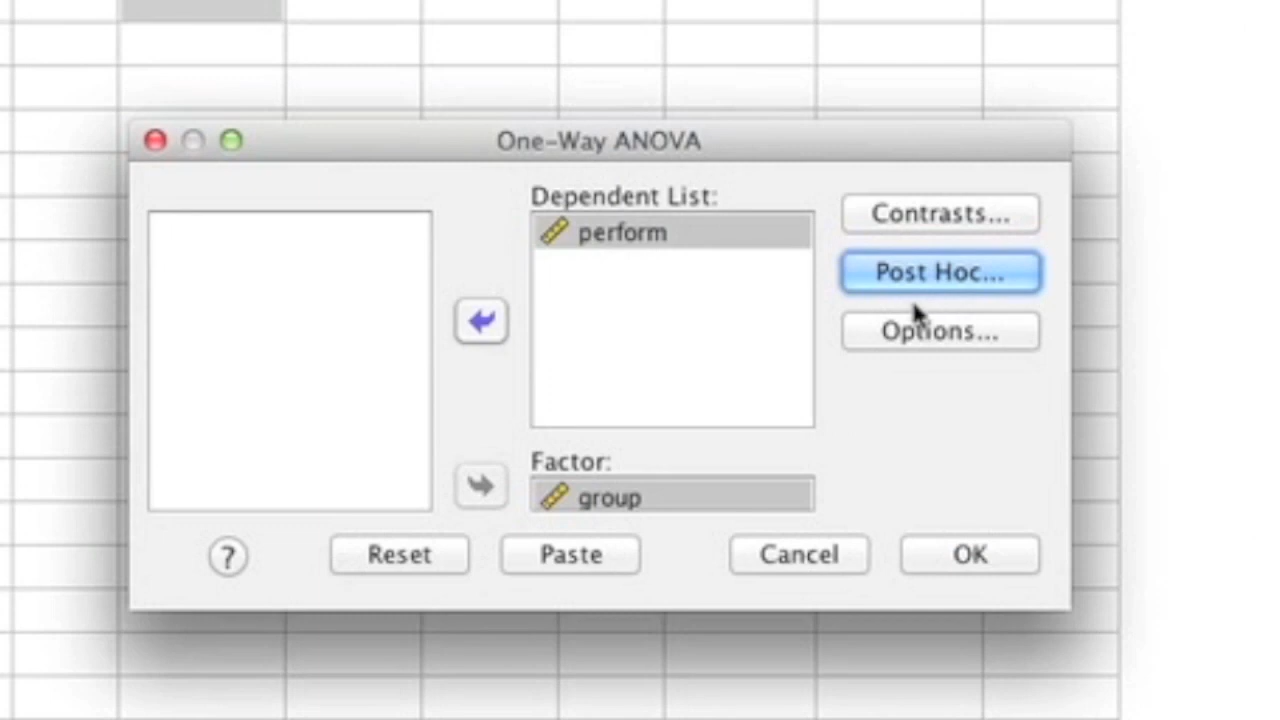 One-Way ANOVA
Dependent List:
perform
Contrasts...
Post Hoc...
Options...
Factor:
group
?
Reset
Paste
Cancel
OK